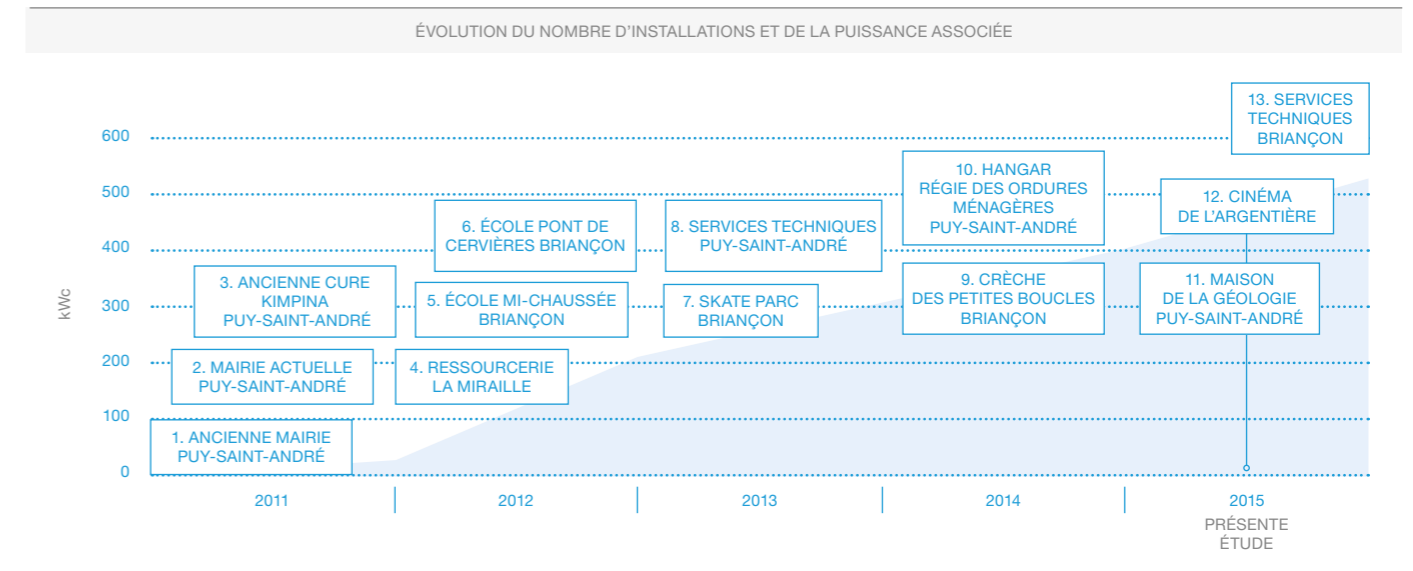 ÉVOLUTION DU NOMBRE D'INSTALLATIONS ET DE LA PUISSANCE ASSOCIÉE
kWc
600
500
400
300
200
100
0
1. ANCIENNE MAIRIE
PUY-SAINT-ANDRÉ
2. MAIRIE ACTUELLE
PUY-SAINT-ANDRÉ
3. ANCIENNE CURE
KIMPINA
PUY-SAINT-ANDRÉ
4. RESSOURCERIE
LA MIRAILLE
5. ÉCOLE MI-CHAUSSÉE
BRIANÇON
6. ÉCOLE PONT DE
CERVIÈRES BRIANÇON
7. SKATE PARC
BRIANÇON
8. SERVICES TECHNIQUES
PUY-SAINT-ANDRÉ
9. CRÈCHE
DES PETITES BOUCLES
BRIANÇON
10. HANGAR
RÉGIE DES ORDURES
MÉNAGÈRES
PUY-SAINT-ANDRÉ
11. MAISON
DE LA GÉOLOGIE
PUY-SAINT-ANDRÉ
12. CINÉMA
DE L'ARGENTIÈRE
13. SERVICES
TECHNIQUES
BRIANÇON
2011
2012
2013
2014
2015
PRÉSENTE
ÉTUDE